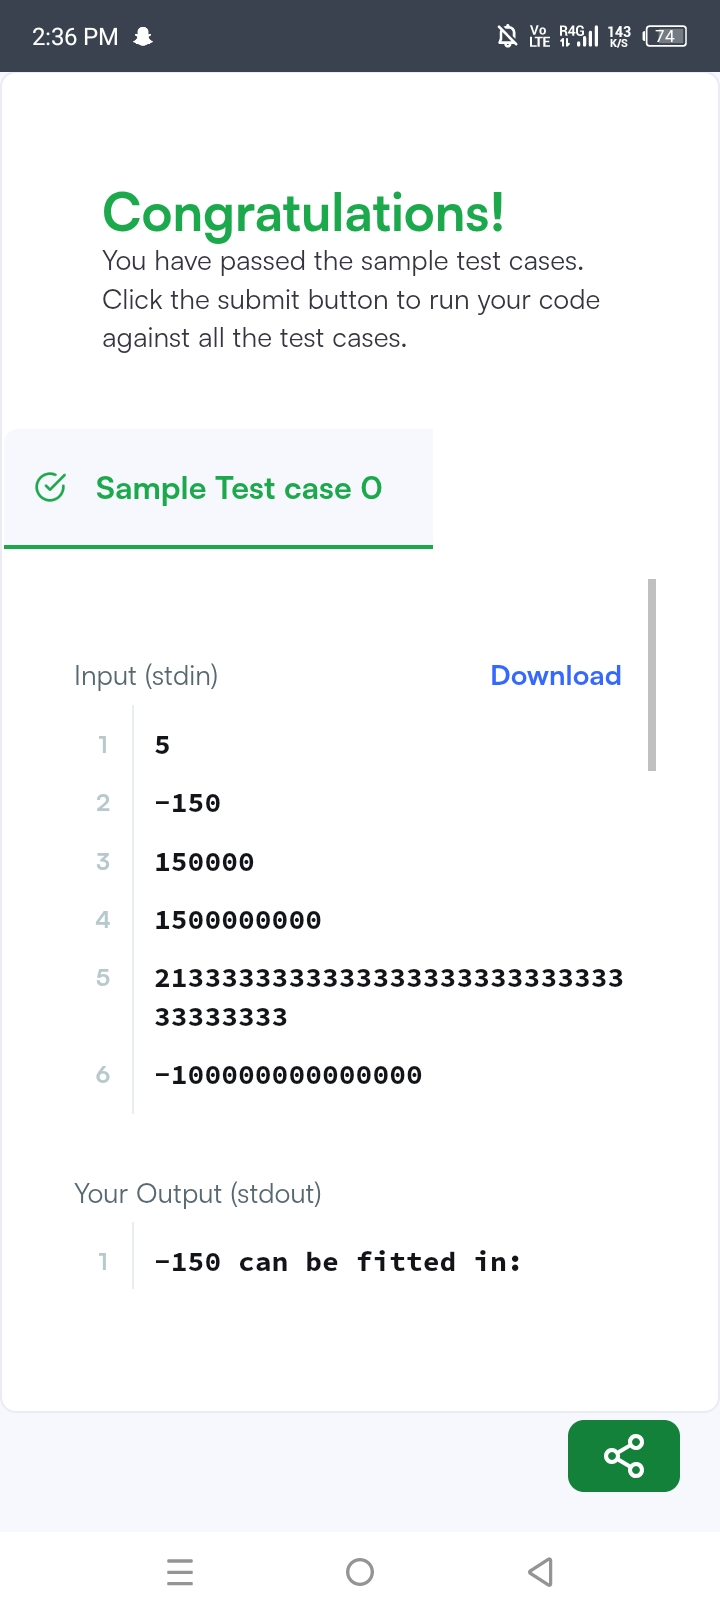 2:36 PM
Vo LTE R4G 143 K/S 74
Congratulations!
You have passed the sample test cases.
Click the submit button to run your code
against all the test cases.
Sample Test case 0
Input (stdin) Download
1 5
2 -150
3 150000
4 1500000000
5 2133333333333333333333333333
33333333
6 -100000000000000
Your Output (stdout)
1 -150 can be fitted in: